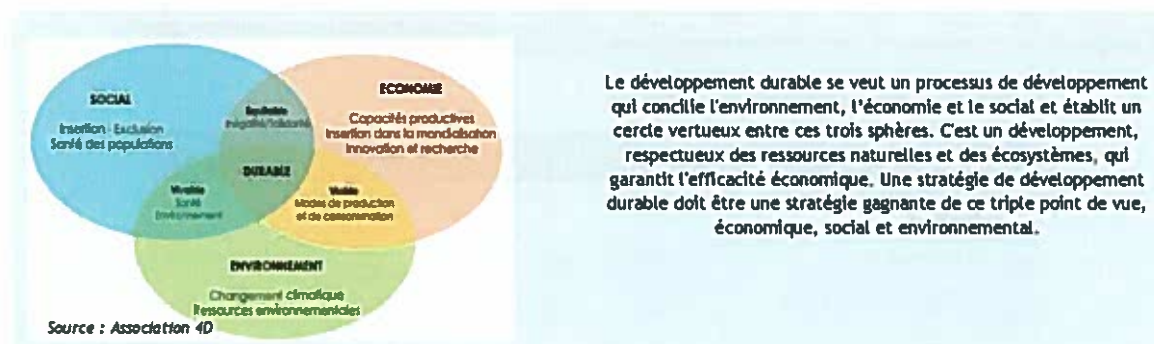 SOCIAL
Insertion - Exclusion
Santé des populations
Equitable
Inégalité/Solidarité
ECONOMIE
Capacités productives
Insertion dans la mondialisation
Innovation et recherche
DURABLE
Vivable
Santé
Environnement
Viable
Modes de production
et de consommation
ENVIRONNEMENT
Changement climatique
Ressources environnementales
Source : Association 4D
Le développement durable se veut un processus de développement
qui concilie l'environnement, l'économie et le social et établit un
cercle vertueux entre ces trois sphères. C'est un développement,
respectueux des ressources naturelles et des écosystèmes, qui
garantit l'efficacité économique. Une stratégie de développement
durable doit être une stratégie gagnante de ce triple point de vue,
économique, social et environnemental.